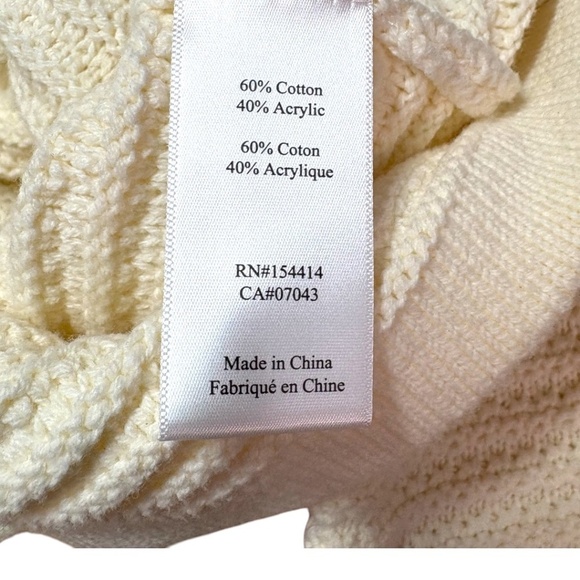 60% Cotton
40% Acrylic
60% Coton
40% Acrylique
RN#154414
CA#07043
Made in China
Fabriqué en Chine